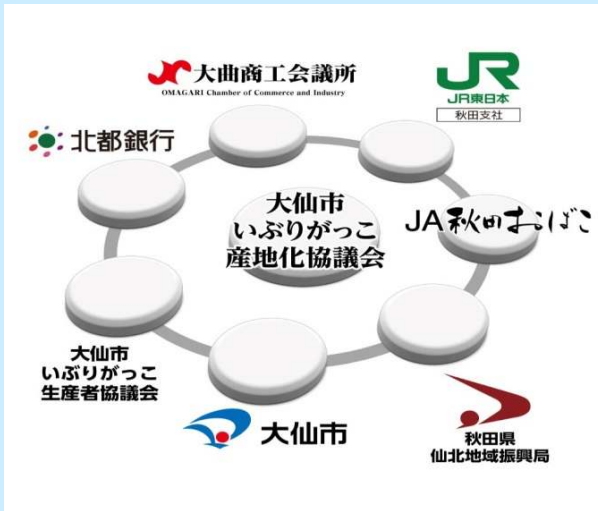 大曲商工会議所
OMAGARI Chamber of Commerce and Industry
JR
JR東日本
秋田支社
北都銀行
大仙市
いぶりがっこ
産地化協議会
JA秋田おばこ
大仙市
いぶりがっこ
生産者協議会
大仙市
秋田県
仙北地域振興局